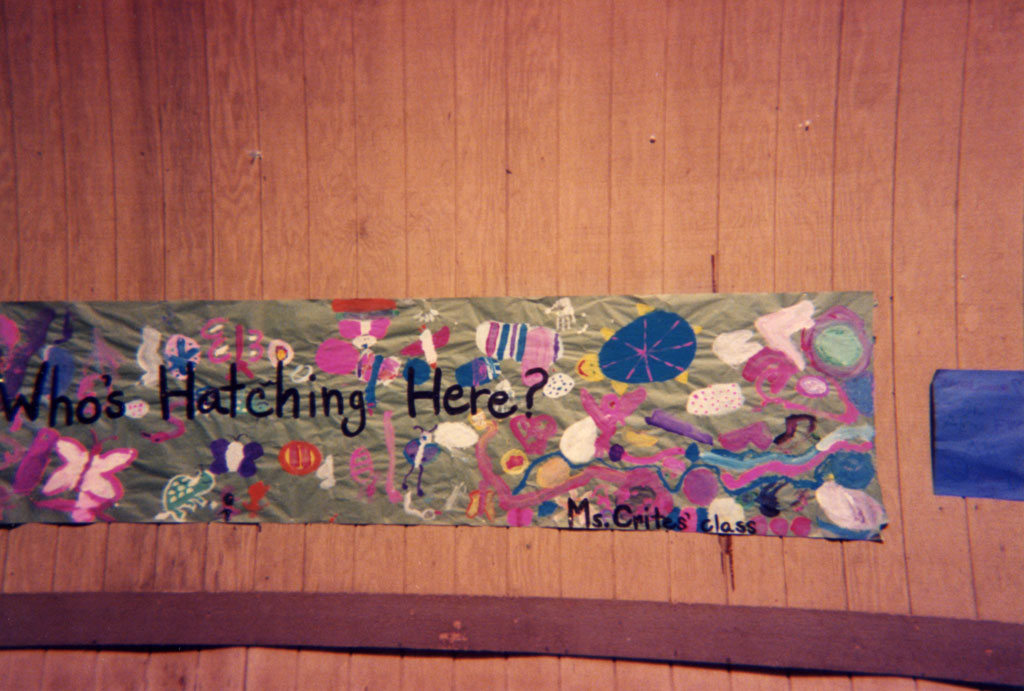 Who's Hatching Here?
Ms. Crites' class